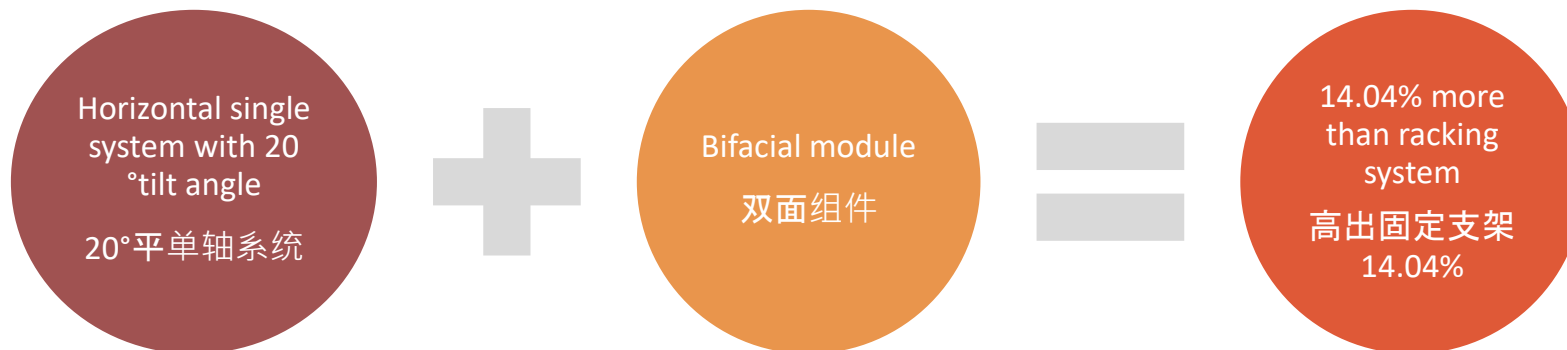 Horizontal single
system with 20
°tilt angle
20°平单轴系统
Bifacial module
双面组件
14.04% more
than racking
system
高出固定支架
14.04%